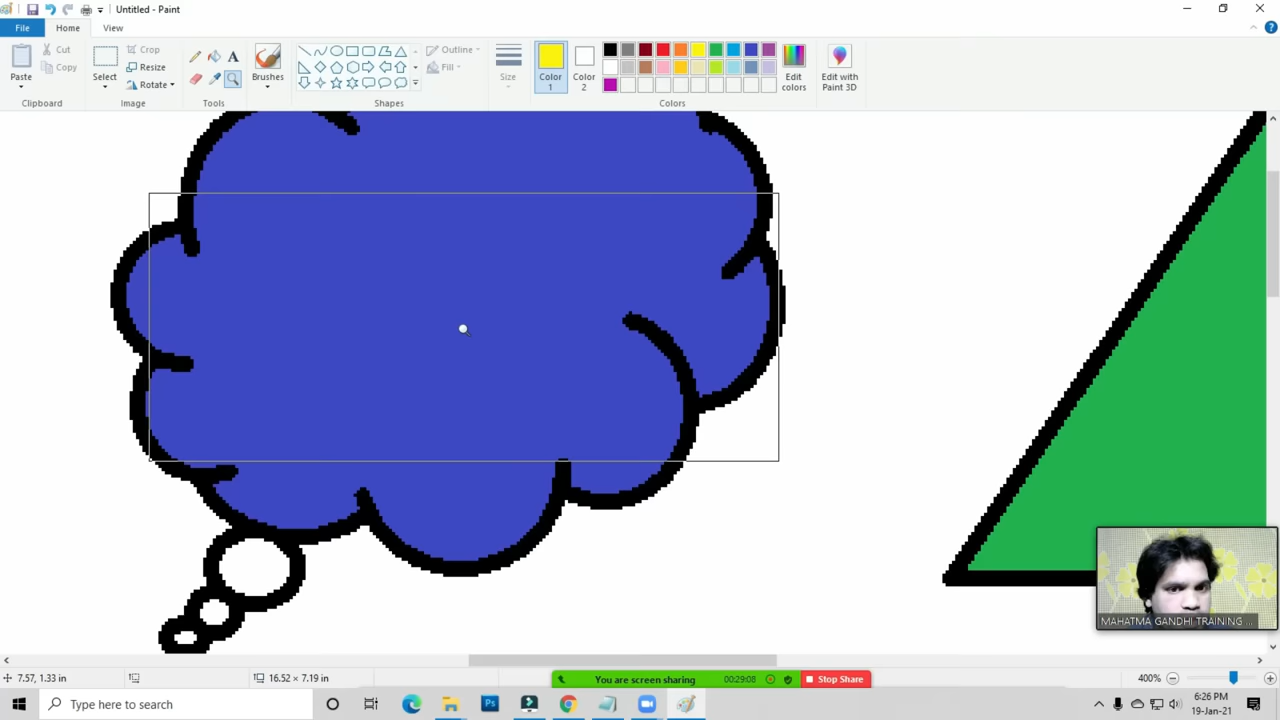 Untitled - Paint
File
Home
View
Paste
Cut
Copy
Clipboard
Select
Crop
Resize
Rotate
Image
A
Tools
Brushes
Outline
Fill
Shapes
Size
Color
1
Color
2
Edit
colors
Edit with
Paint 3D
Colors
MAHATMA GANDHI TRAINING ...
7.57, 1.33 in
16.52 × 7.19 in
You are screen sharing
00:29:08
Stop Share
400%
Type here to search
Ps
6:26 PM
19-Jan-21